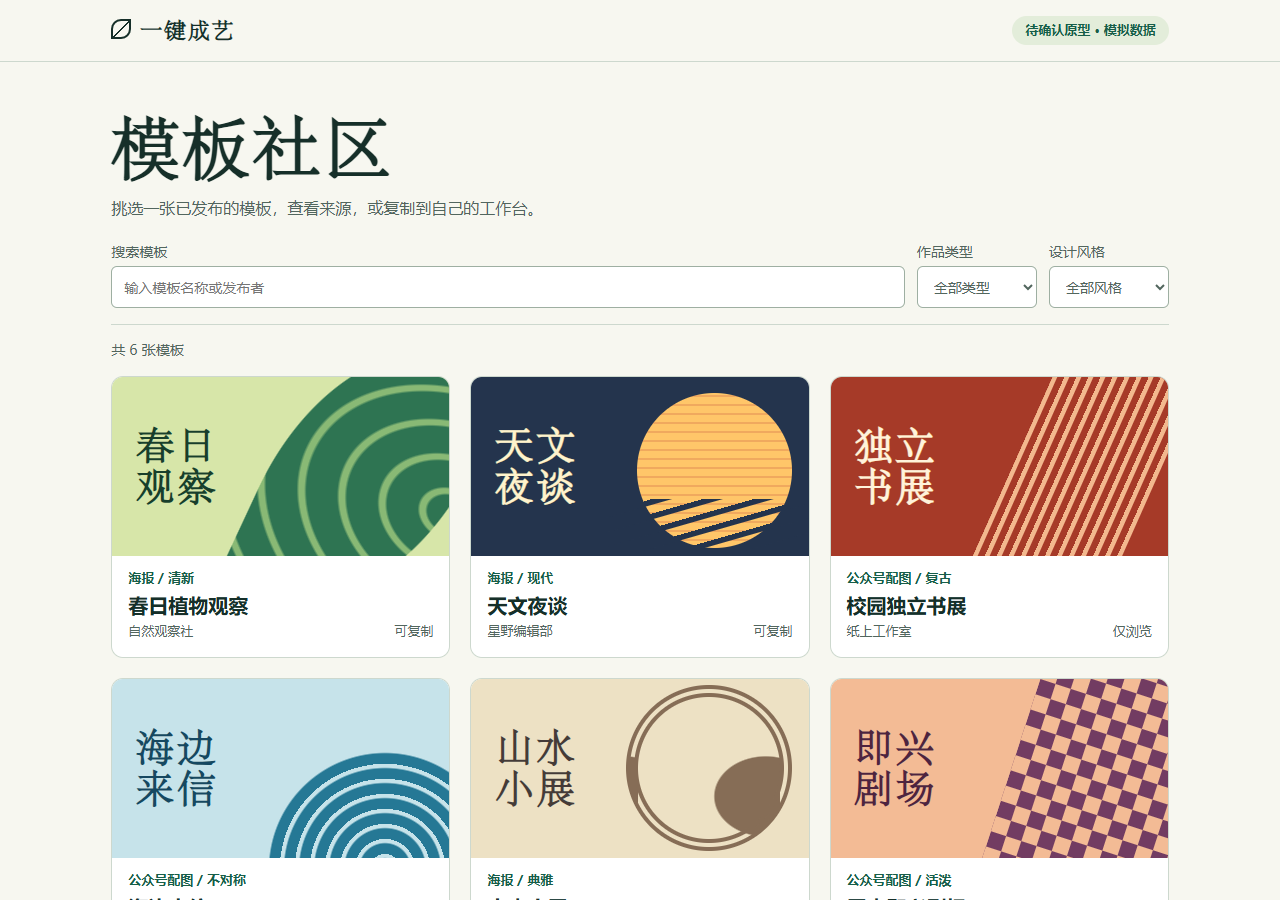 一键成艺
待确认原型 • 模拟数据
模板社区
挑选一张已发布的模板，查看来源，或复制到自己的工作台。
搜索模板
作品类型
设计风格
输入模板名称或发布者
全部类型
全部风格
共 6 张模板
春日
观察
海报 / 清新
春日植物观察
自然观察社
可复制
天文
夜谈
海报 / 现代
天文夜谈
星野编辑部
可复制
独立
书展
公众号配图 / 复古
校园独立书展
纸上工作室
仅浏览
海边
来信
公众号配图 / 不对称
山水
小展
海报 / 典雅
即兴
剧场
公众号配图 / 活泼